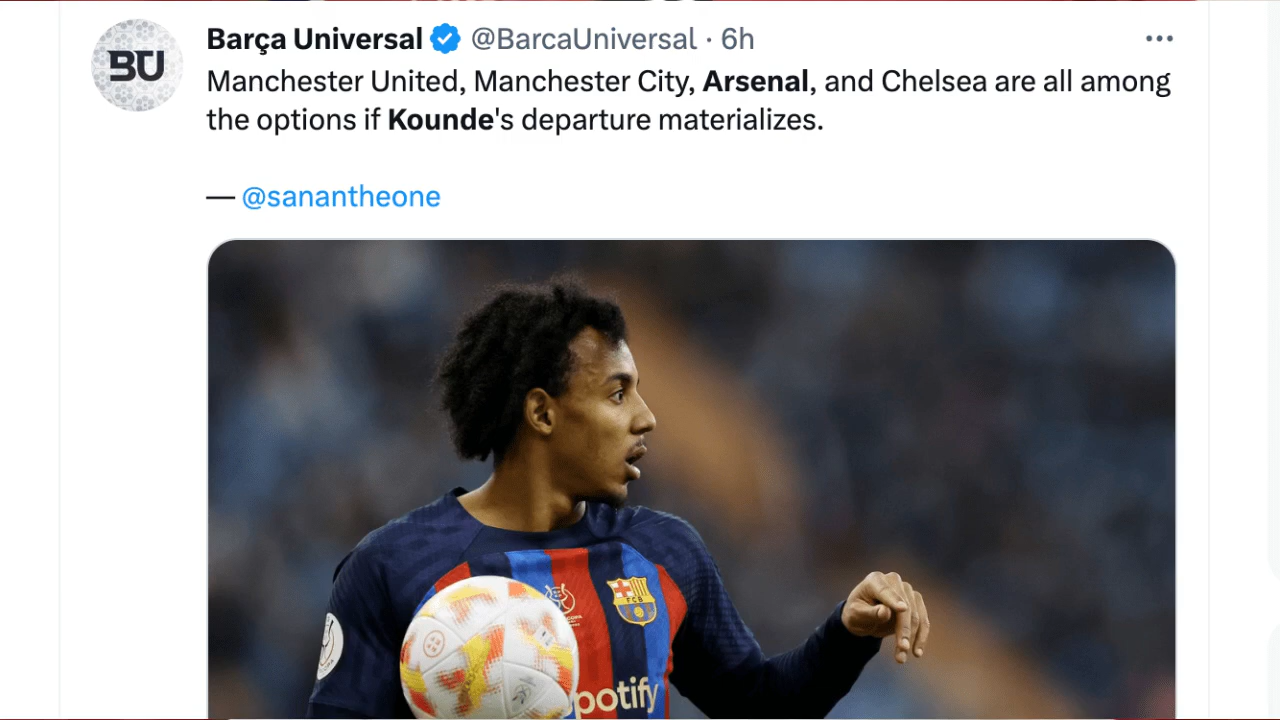 BU
Barça Universal @BarcaUniversal · 6h
Manchester United, Manchester City, Arsenal, and Chelsea are all among
the options if Kounde's departure materializes.
— @sanantheone
FCB
potify